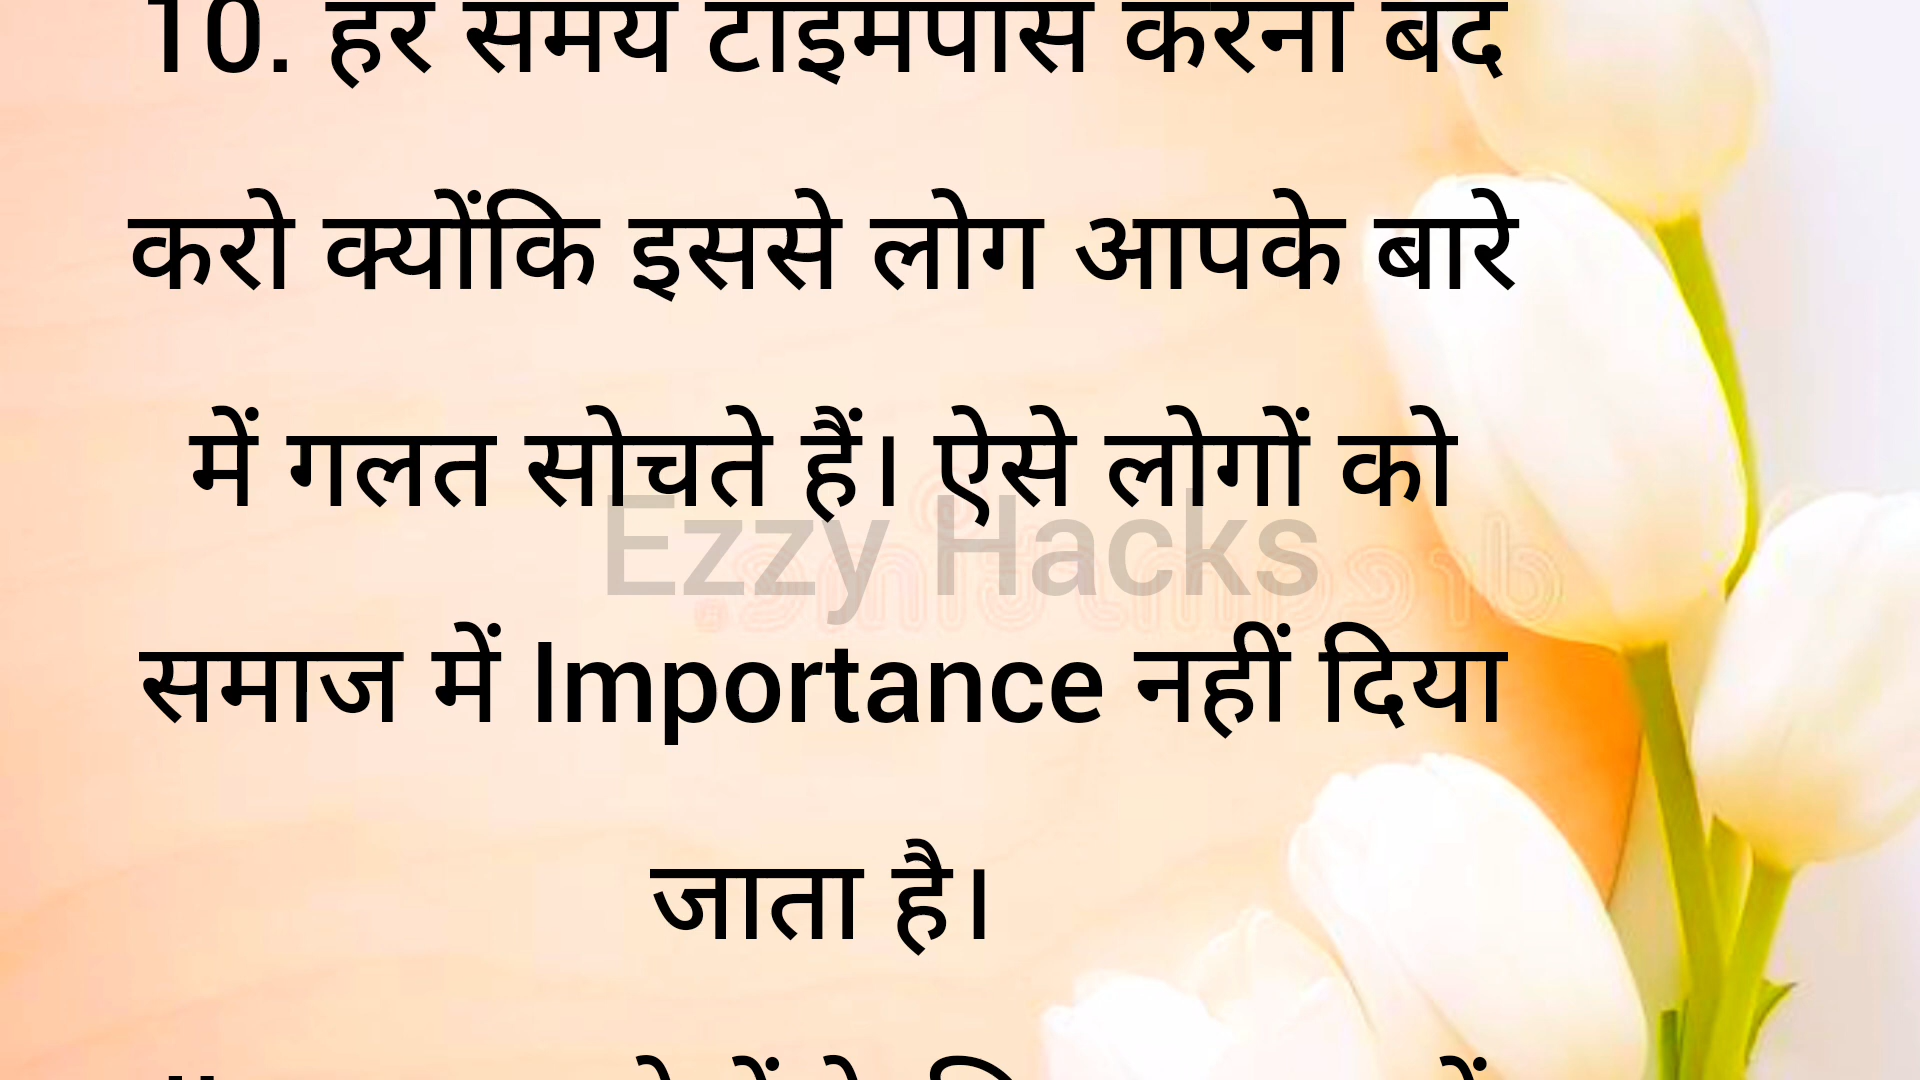 10. हर समय टाइमपास करना बंद
करो क्योंकि इससे लोग आपके बारे
में गलत सोचते हैं। ऐसे लोगों को
Ezzy Hacks
समाज में Importance नहीं दिया
जाता है।